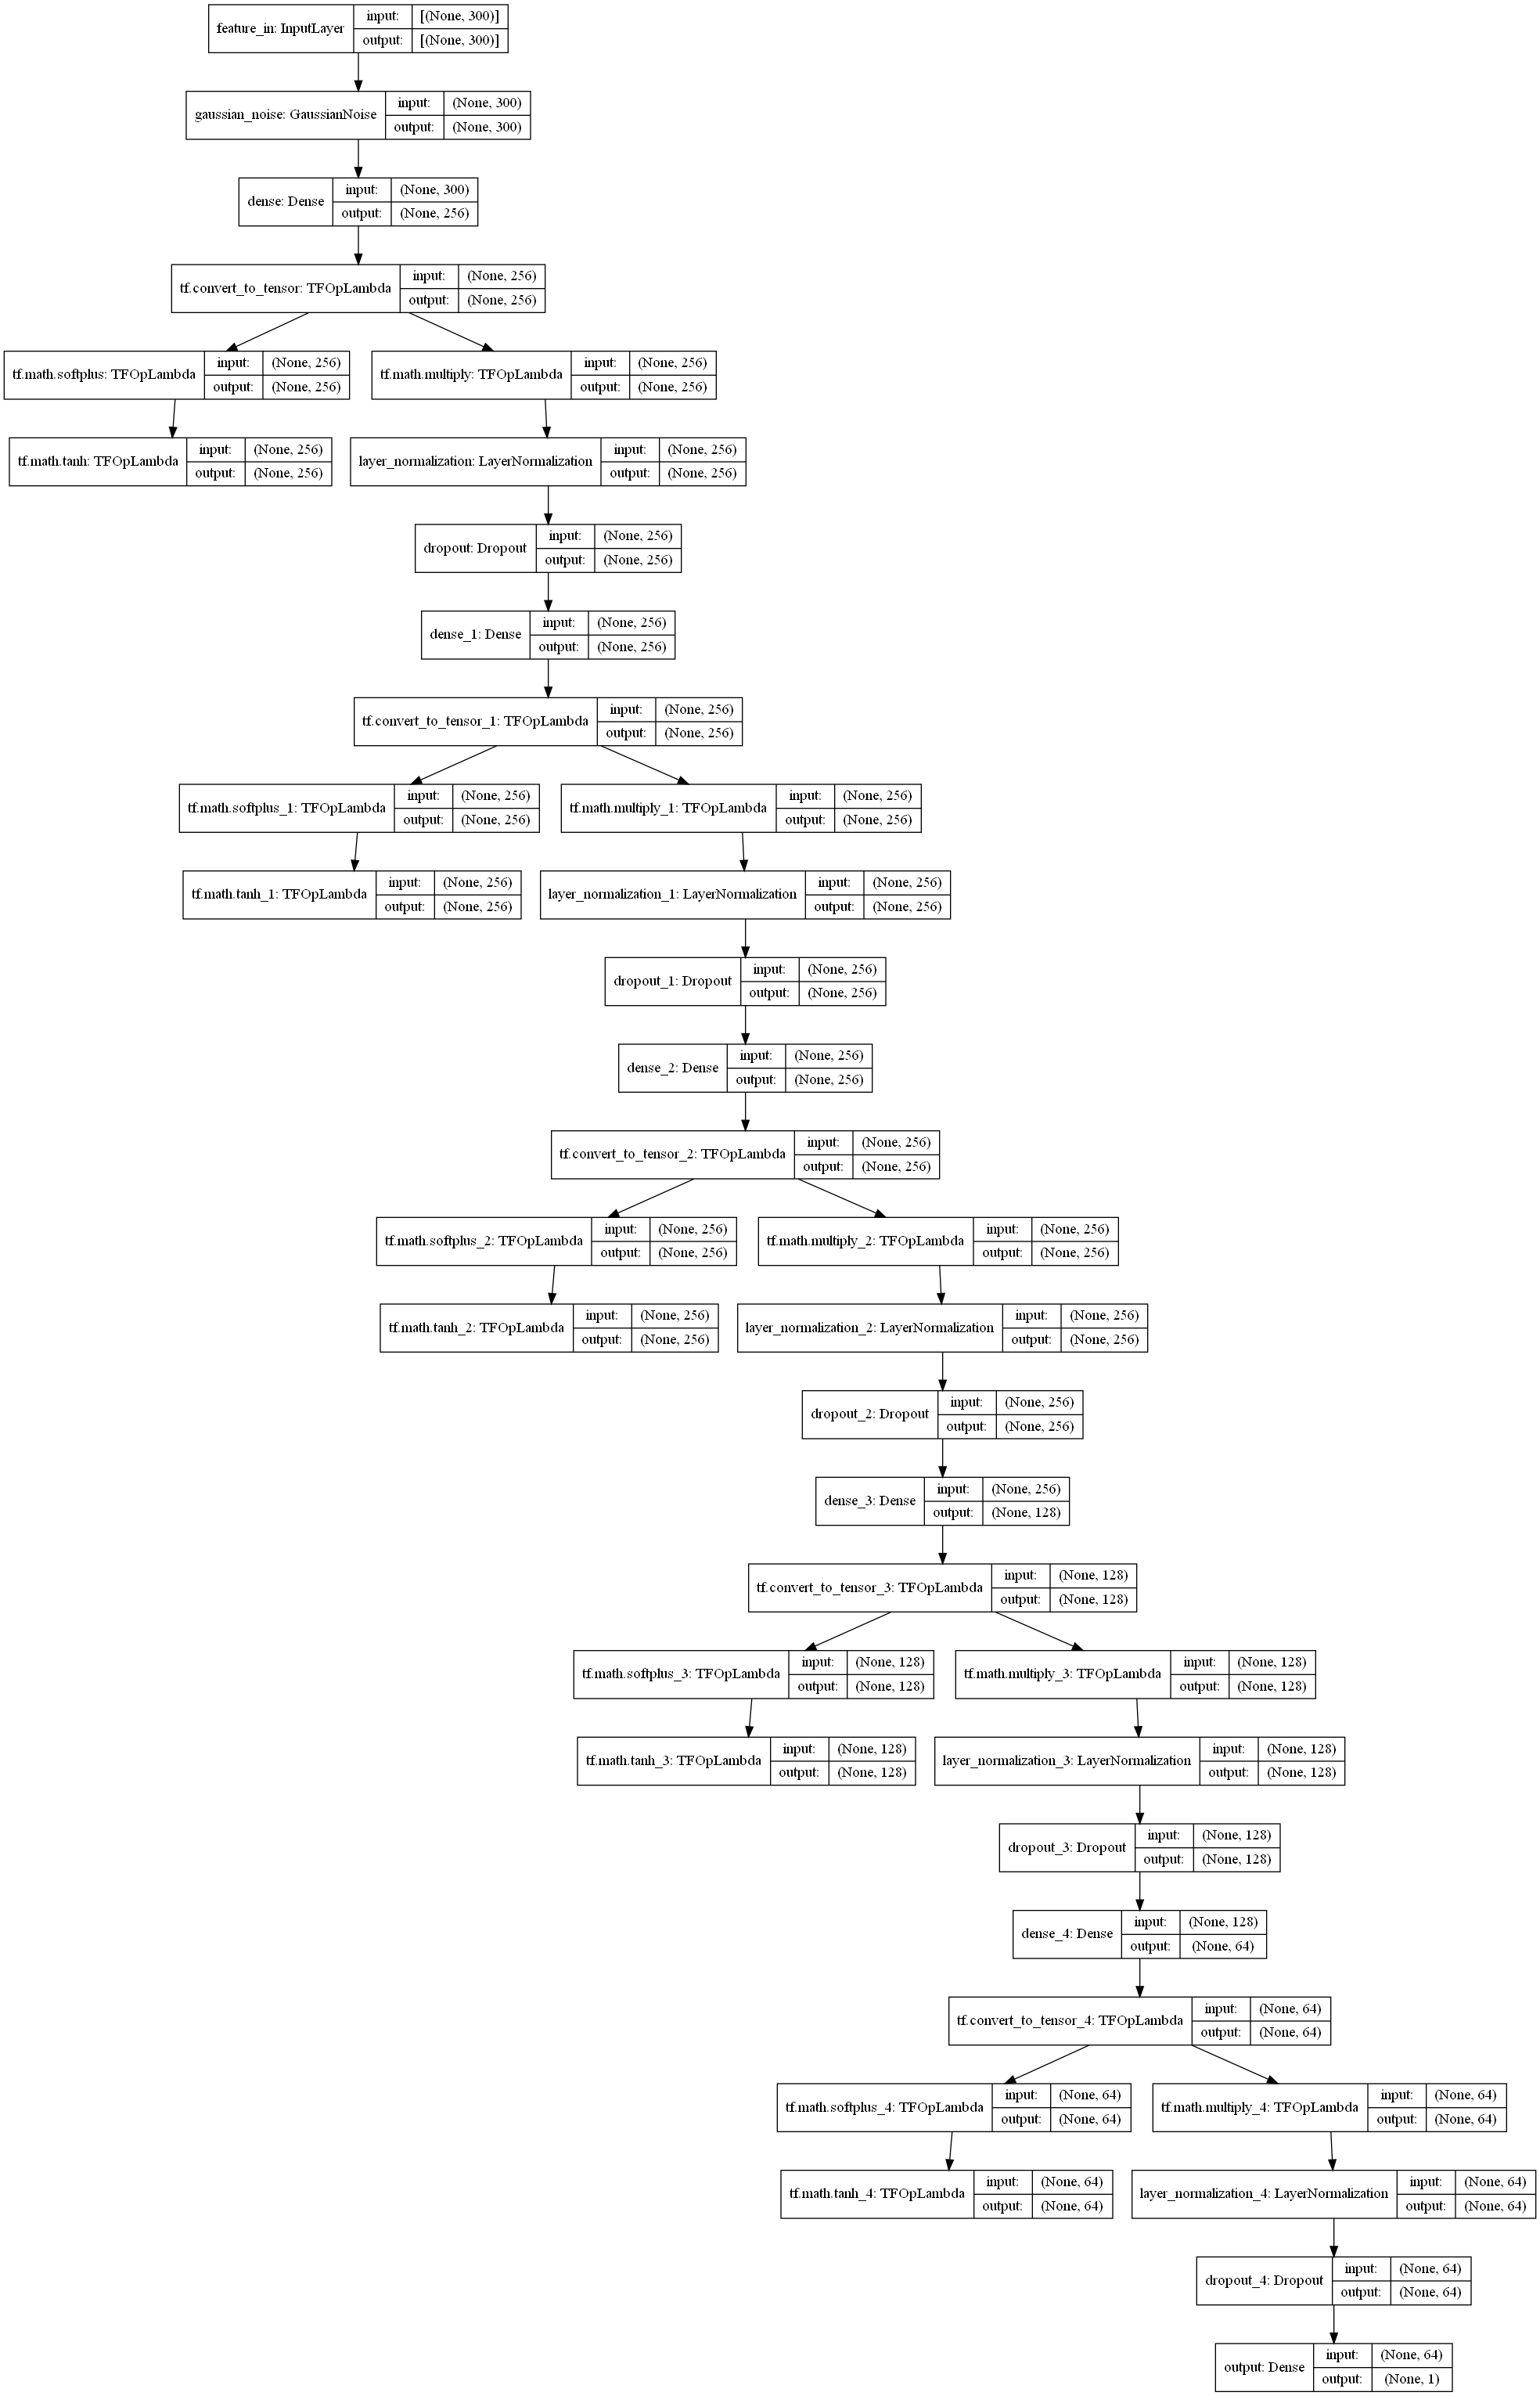 feature_in: InputLayer input: [(None, 300)]
output: [(None, 300)]
gaussian_noise: GaussianNoise input: (None, 300)
output: (None, 300)
dense: Dense input: (None, 300)
output: (None, 256)
tf.convert_to_tensor: TFOpLambda input: (None, 256)
output: (None, 256)
tf.math.softplus: TFOpLambda input: (None, 256)
output: (None, 256)
tf.math.multiply: TFOpLambda input: (None, 256)
output: (None, 256)
tf.math.tanh: TFOpLambda input: (None, 256)
output: (None, 256)
layer_normalization: LayerNormalization input: (None, 256)
output: (None, 256)
dropout: Dropout input: (None, 256)
output: (None, 256)
dense_1: Dense input: (None, 256)
output: (None, 256)
tf.convert_to_tensor_1: TFOpLambda input: (None, 256)
output: (None, 256)
tf.math.softplus_1: TFOpLambda input: (None, 256)
output: (None, 256)
tf.math.multiply_1: TFOpLambda input: (None, 256)
output: (None, 256)
tf.math.tanh_1: TFOpLambda input: (None, 256)
output: (None, 256)
layer_normalization_1: LayerNormalization input: (None, 256)
output: (None, 256)
dropout_1: Dropout input: (None, 256)
output: (None, 256)
dense_2: Dense input: (None, 256)
output: (None, 256)
tf.convert_to_tensor_2: TFOpLambda input: (None, 256)
output: (None, 256)
tf.math.softplus_2: TFOpLambda input: (None, 256)
output: (None, 256)
tf.math.multiply_2: TFOpLambda input: (None, 256)
output: (None, 256)
tf.math.tanh_2: TFOpLambda input: (None, 256)
output: (None, 256)
layer_normalization_2: LayerNormalization input: (None, 256)
output: (None, 256)
dropout_2: Dropout input: (None, 256)
output: (None, 256)
dense_3: Dense input: (None, 256)
output: (None, 128)
tf.convert_to_tensor_3: TFOpLambda input: (None, 128)
output: (None, 128)
tf.math.softplus_3: TFOpLambda input: (None, 128)
output: (None, 128)
tf.math.multiply_3: TFOpLambda input: (None, 128)
output: (None, 128)
tf.math.tanh_3: TFOpLambda input: (None, 128)
output: (None, 128)
layer_normalization_3: LayerNormalization input: (None, 128)
output: (None, 128)
dropout_3: Dropout input: (None, 128)
output: (None, 128)
dense_4: Dense input: (None, 128)
output: (None, 64)
tf.convert_to_tensor_4: TFOpLambda input: (None, 64)
output: (None, 64)
tf.math.softplus_4: TFOpLambda input: (None, 64)
output: (None, 64)
tf.math.multiply_4: TFOpLambda input: (None, 64)
output: (None, 64)
tf.math.tanh_4: TFOpLambda input: (None, 64)
output: (None, 64)
layer_normalization_4: LayerNormalization input: (None, 64)
output: (None, 64)
dropout_4: Dropout input: (None, 64)
output: (None, 64)
output: Dense input: (None, 64)
output: (None, 1)